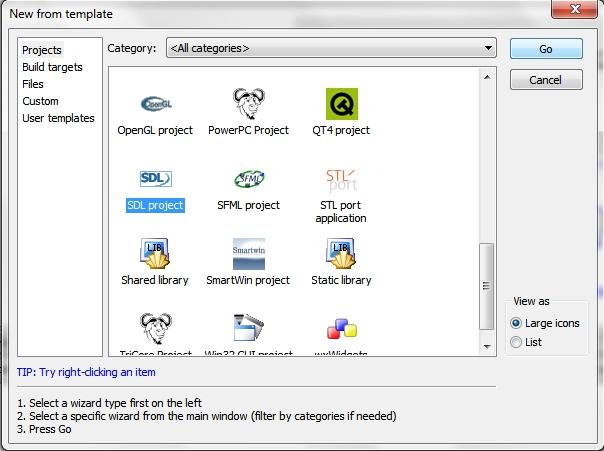 New from template
Projects
Build targets
Files
Custom
User templates
Category: <All categories>
Go
Cancel
OpenGL
OpenGL project
PowerPC Project
QT4 project
SDL
SDL project
SFML
SFML project
STL
port
STL port
application
LIB
Shared library
Smartwin
SmartWin project
LIB
Static library
TriCore Project
Win32 GUI project
wxWidgets
View as
Large icons
List
TIP: Try right-clicking an item
1. Select a wizard type first on the left
2. Select a specific wizard from the main window (filter by categories if needed)
3. Press Go